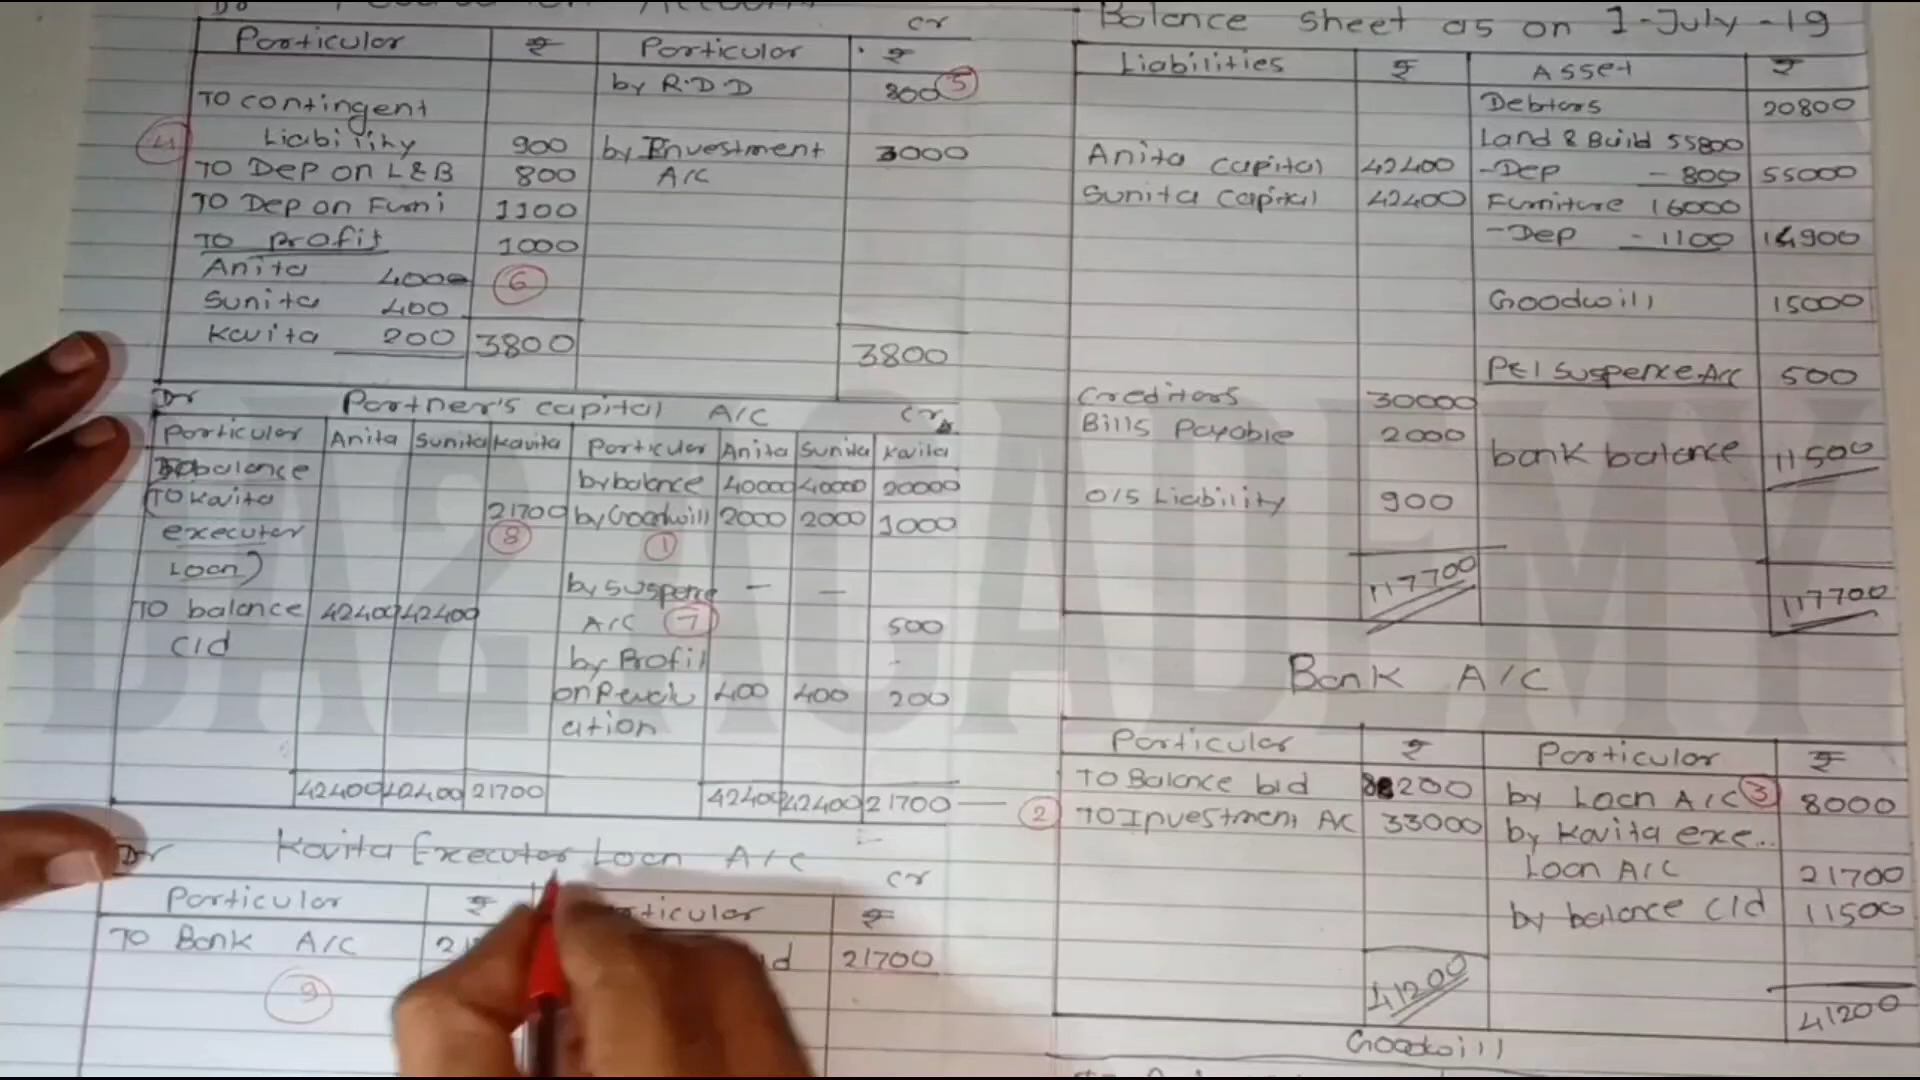 Dr
Account
cr
Particular ₹ Particular ₹
by R.D.D 800 5
To contingent
4 Liability 900 by Investment 3000
A/C
To Dep on L & B 800
To Dep on Furni 1100
To profit 1000
Anita 400 6
Sunita 400
Kavita 200 3800 3800
Dr Partner's capital A/C cr
Particular Anita Sunita Kavita Particular Anita Sunita Kavita
To balance by balance 40000 40000 20000
(To Kavita 21700 by Goodwill 2000 2000 1000
executer 8 1
Loan) by suspence — —
A/C 7 500
To balance 42400 42400
c/d by Profit
on Revalu 400 400 200
ation
42400 42400 21700 42400 42400 21700
Dr Kavita Executor Loan A/C cr
Particular ₹ ₹
To Bank A/C 21700
9
Balance sheet as on 1-July-19
Liabilities ₹ Asset ₹
Debtors 20800
Land & Build 55800
Anita capital 42400 -Dep - 800 55000
Sunita capital 42400 Furniture 16000
-Dep - 1100 14900
Goodwill 15000
P&l suspence A/c 500
Creditors 30000
Bills Payable 2000 bank balance 11500
O/S Liability 900
117700 117700
Bank A/C
Particular ₹ Particular ₹
To Balance b/d 8200 by Loan A/C 3 8000
2 To Investment AC 33000 by Kavita exe..
Loan A/C 21700
by balance c/d 11500
41200 41200
Goodwill
DAS ACADEMY